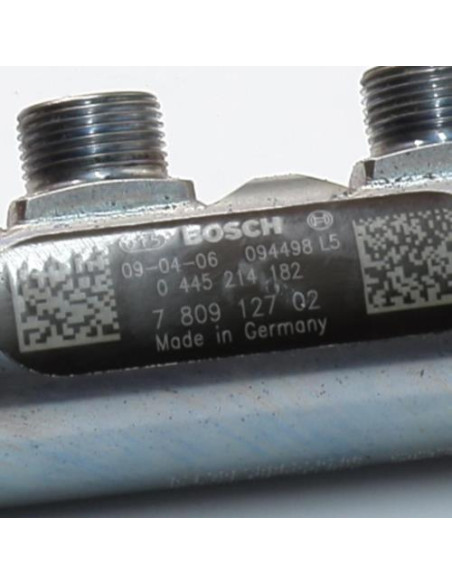 BOSCH
09-04-06 094498 L5
0 445 214 182
7 809 127 02
Made in Germany